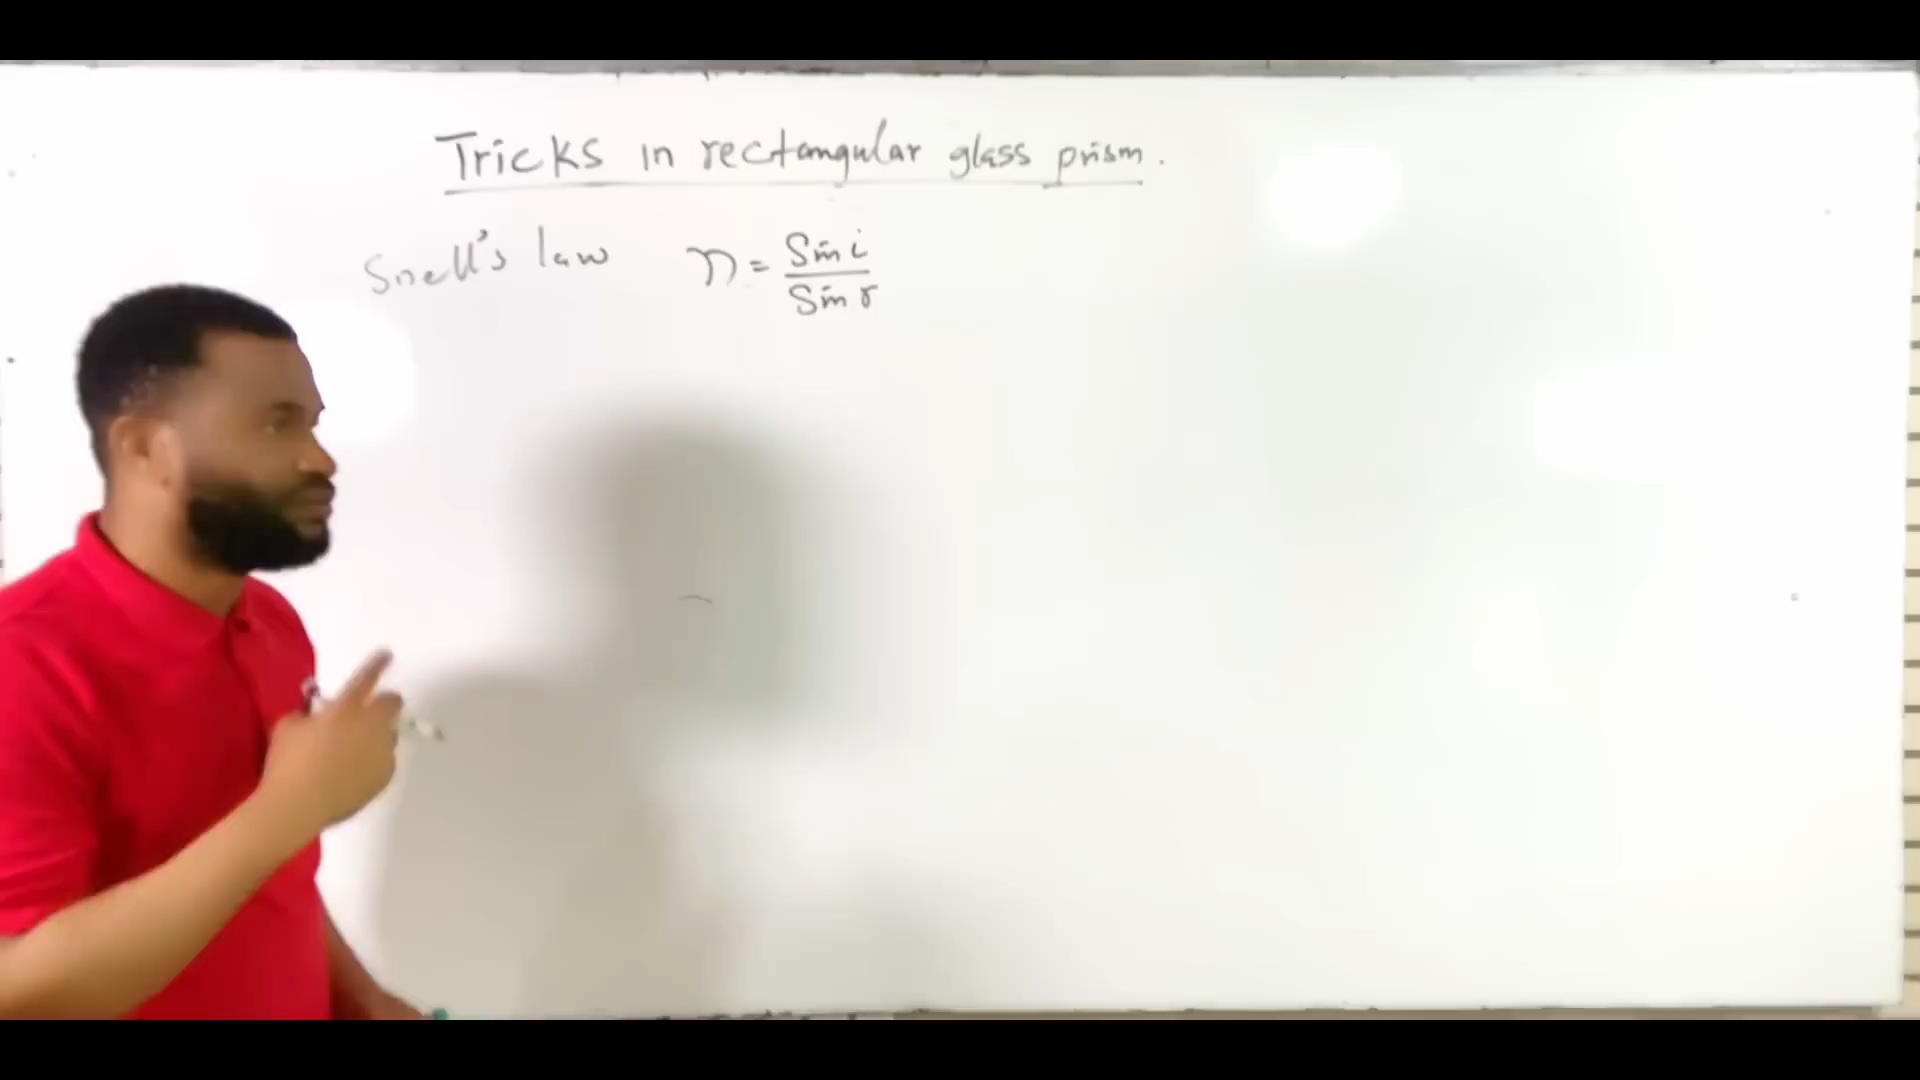 Tricks in rectangular glass prism.
Snell's law n = Sin i / Sin r